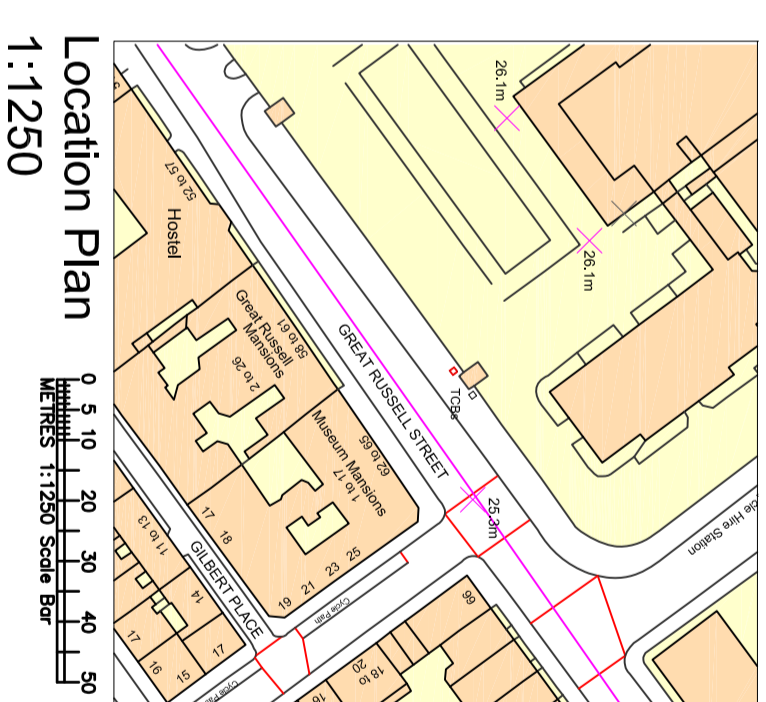 Location Plan
1:1250
0 5 10 20 30 40 50
METRES 1:1250 Scale Bar
26.1m
26.1m
52 to 57
Hostel
Great Russell
Mansions
58 to 61
2 to 26
GREAT RUSSELL STREET
TCBs
Museum Mansions
1 to 17
62 to 65
25.3m
Hire Station
17
18
GILBERT PLACE
19
21
23
25
Cycle Path
11 to 13
14
17
16
15
17
Cycle Path
99
18 to
20
16